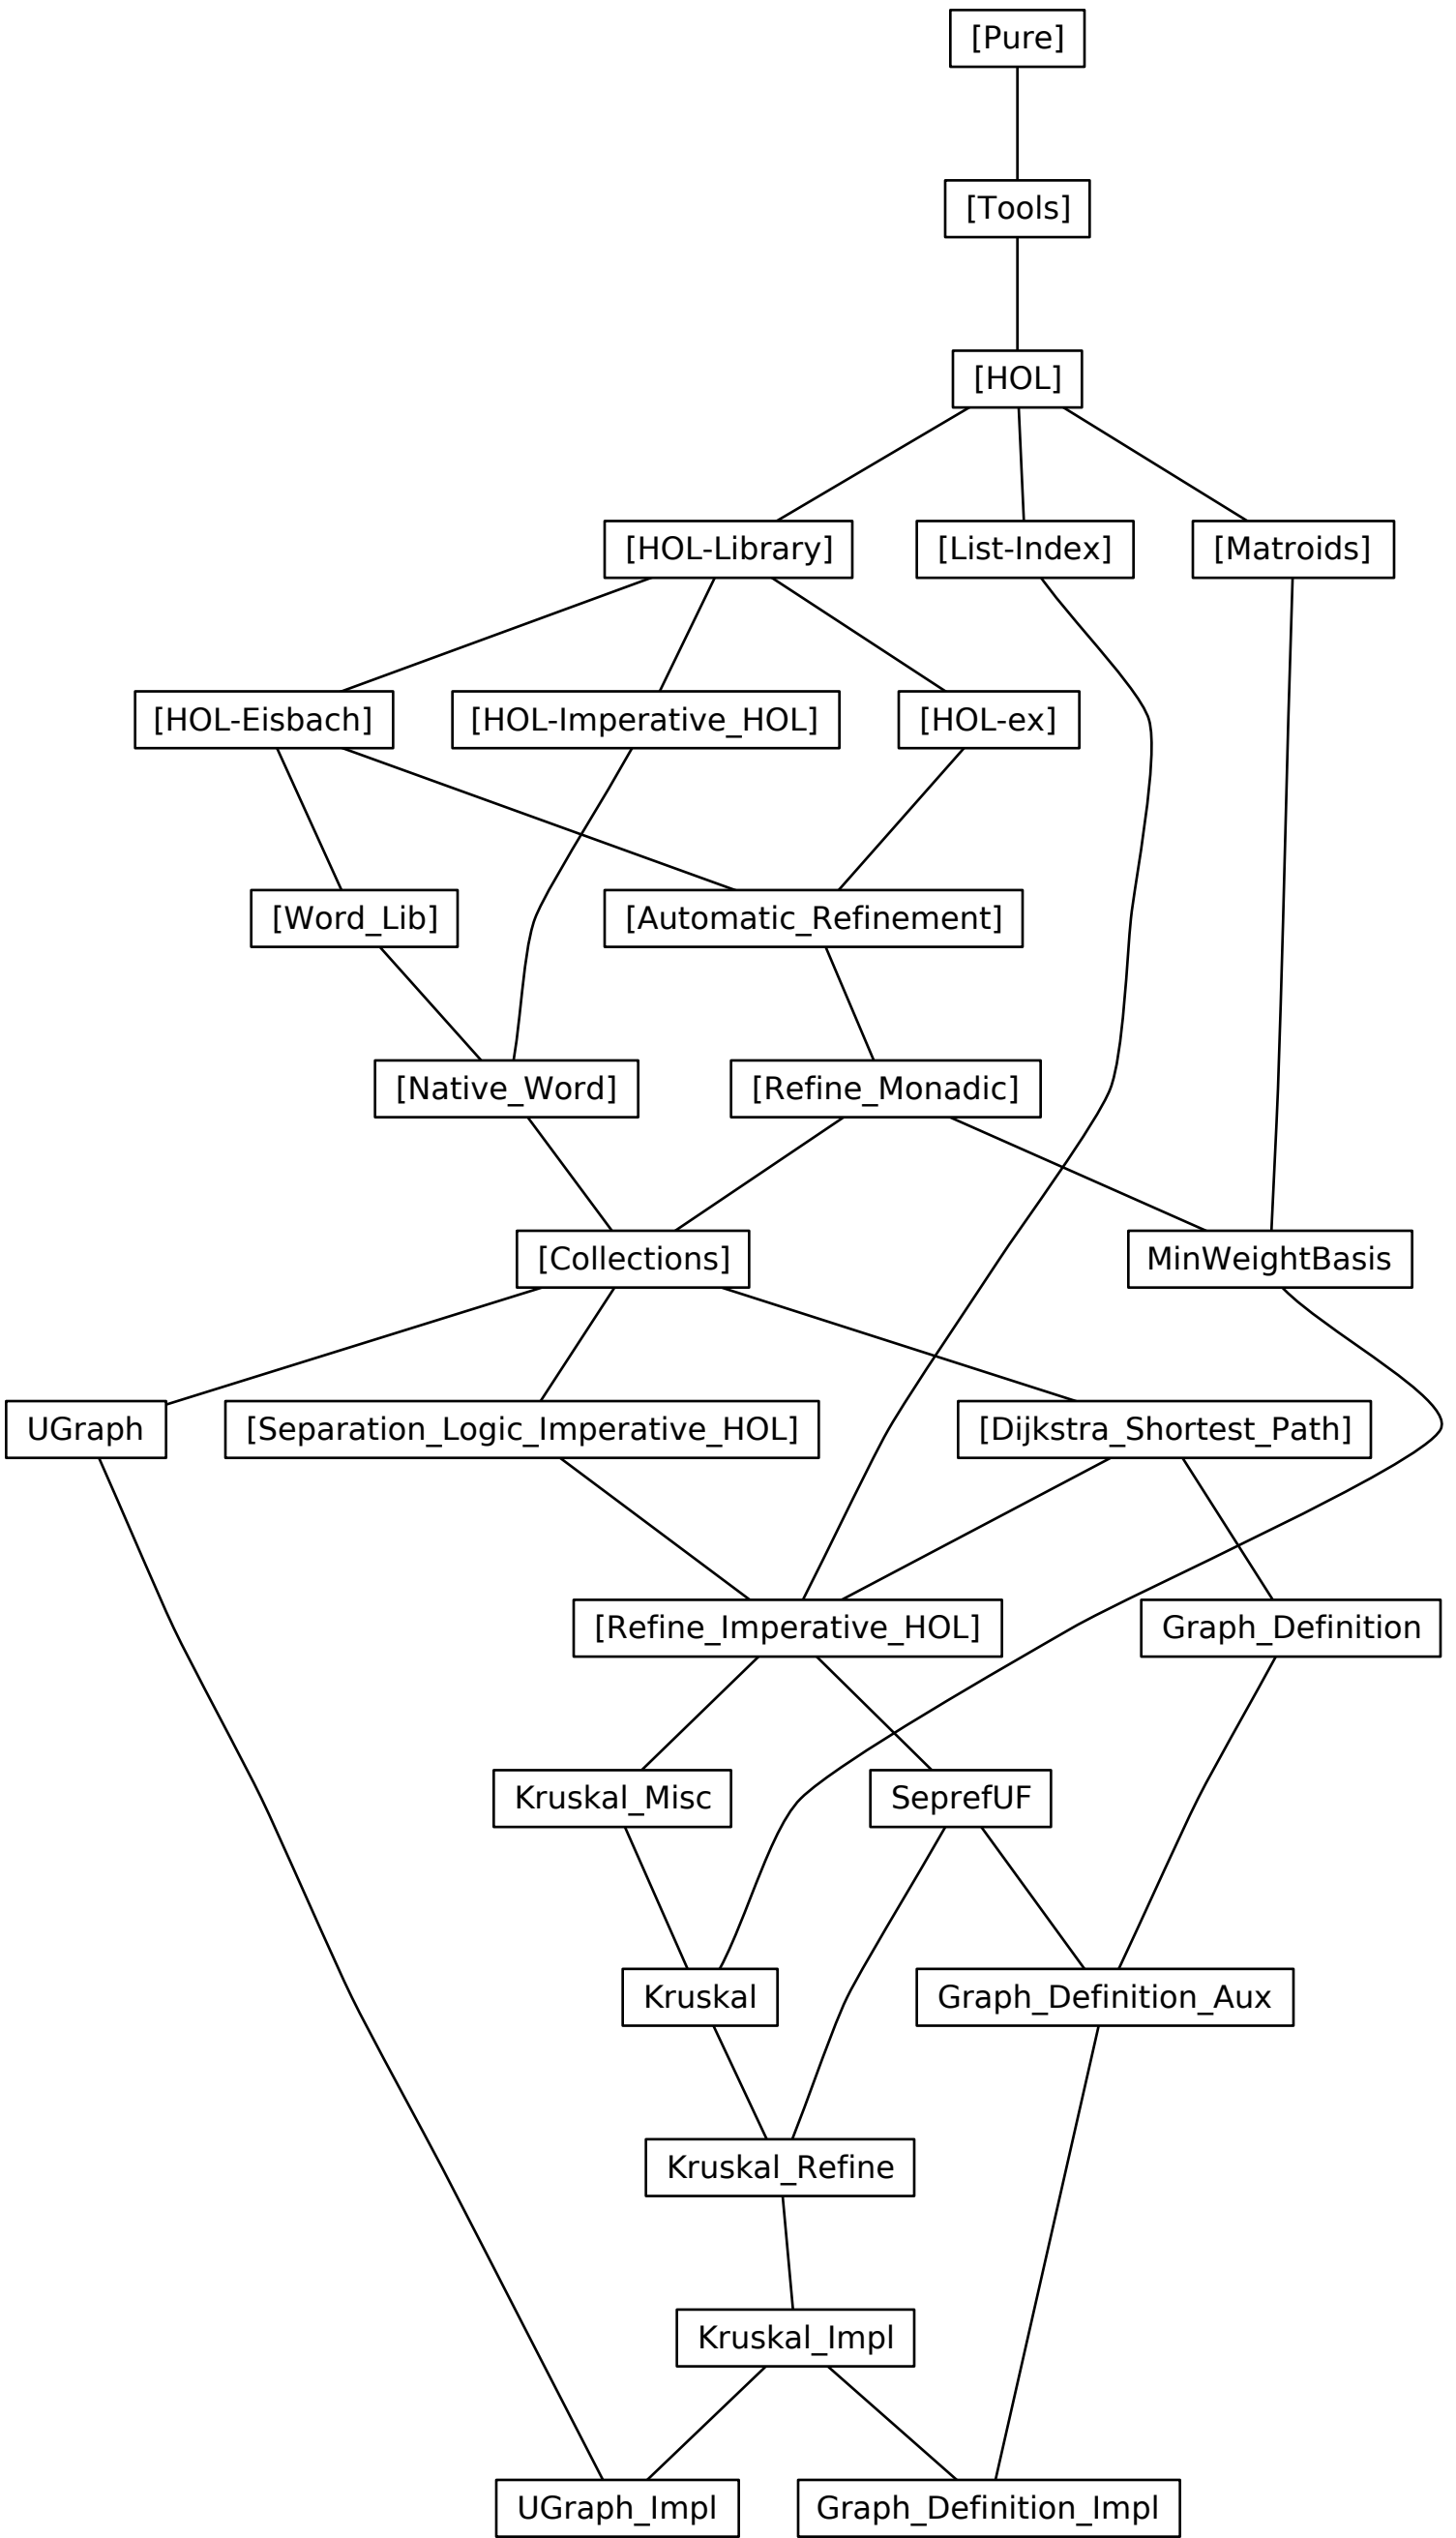 [Pure]
[Tools]
[HOL]
[HOL-Library]
[List-Index]
[Matroids]
[HOL-Eisbach]
[HOL-Imperative_HOL]
[HOL-ex]
[Word_Lib]
[Automatic_Refinement]
[Native_Word]
[Refine_Monadic]
[Collections]
MinWeightBasis
UGraph
[Separation_Logic_Imperative_HOL]
[Dijkstra_Shortest_Path]
[Refine_Imperative_HOL]
Graph_Definition
Kruskal_Misc
SeprefUF
Kruskal
Graph_Definition_Aux
Kruskal_Refine
Kruskal_Impl
UGraph_Impl
Graph_Definition_Impl